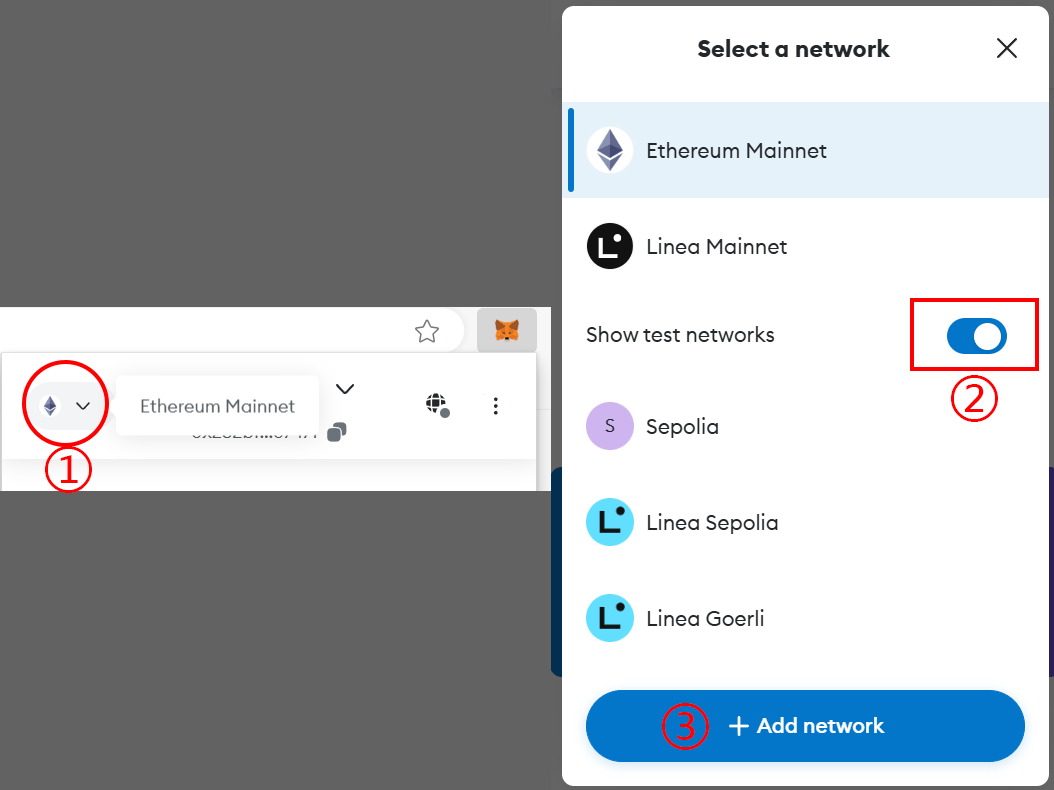 Ethereum Mainnet
①
Select a network
Ethereum Mainnet
Linea Mainnet
Show test networks
②
S
Sepolia
Linea Sepolia
Linea Goerli
③ + Add network